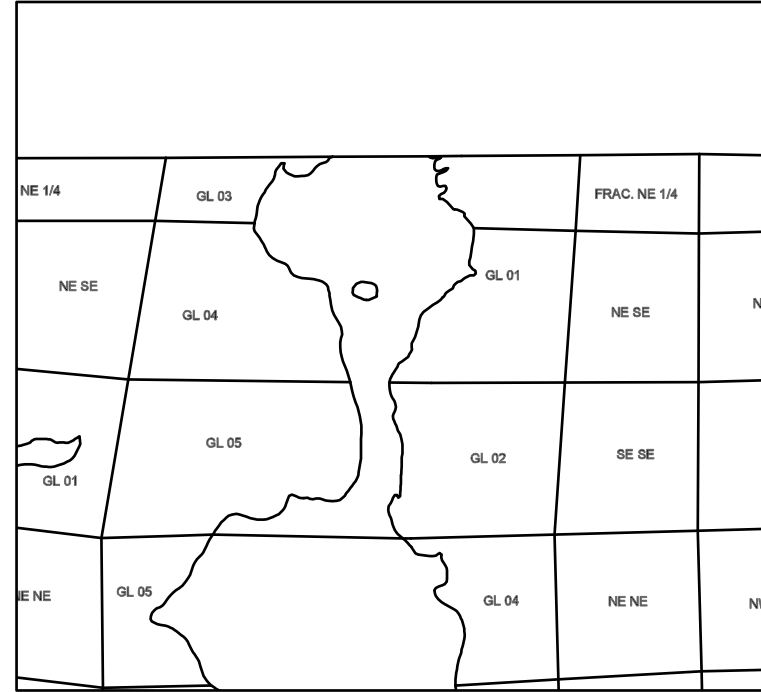 NE 1/4
GL 03
FRAC. NE 1/4
NE SE
GL 04
GL 01
NE SE
N
GL 05
GL 02
SE SE
GL 01
E NE
GL 05
GL 04
NE NE